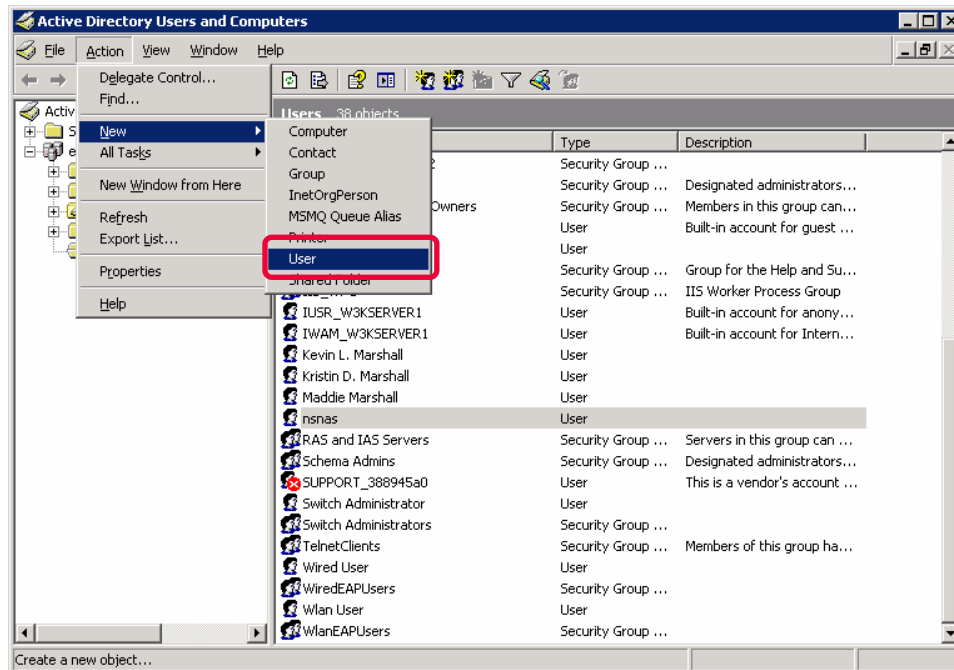 Active Directory Users and Computers
File Action View Window Help
Delegate Control...
Find...
New
All Tasks
New Window from Here
Refresh
Export List...
Properties
Help
Activ
S
e
Users 38 objects
Computer
Contact
Group
InetOrgPerson
MSMQ Queue Alias
Printer
User
Shared Folder
Type Description
Security Group ...
Security Group ... Designated administrators...
Owners Security Group ... Members in this group can...
User Built-in account for guest ...
User
Security Group ... Group for the Help and Su...
Security Group ... IIS Worker Process Group
IUSR_W3KSERVER1 User Built-in account for anony...
IWAM_W3KSERVER1 User Built-in account for Intern...
Kevin L. Marshall User
Kristin D. Marshall User
Maddie Marshall User
nsnas User
RAS and IAS Servers Security Group ... Servers in this group can ...
Schema Admins Security Group ... Designated administrators...
SUPPORT_388945a0 User This is a vendor's account ...
Switch Administrator User
Switch Administrators Security Group ...
TelnetClients Security Group ... Members of this group ha...
Wired User User
WiredEAPUsers Security Group ...
Wlan User User
WlanEAPUsers Security Group ...
Create a new object...